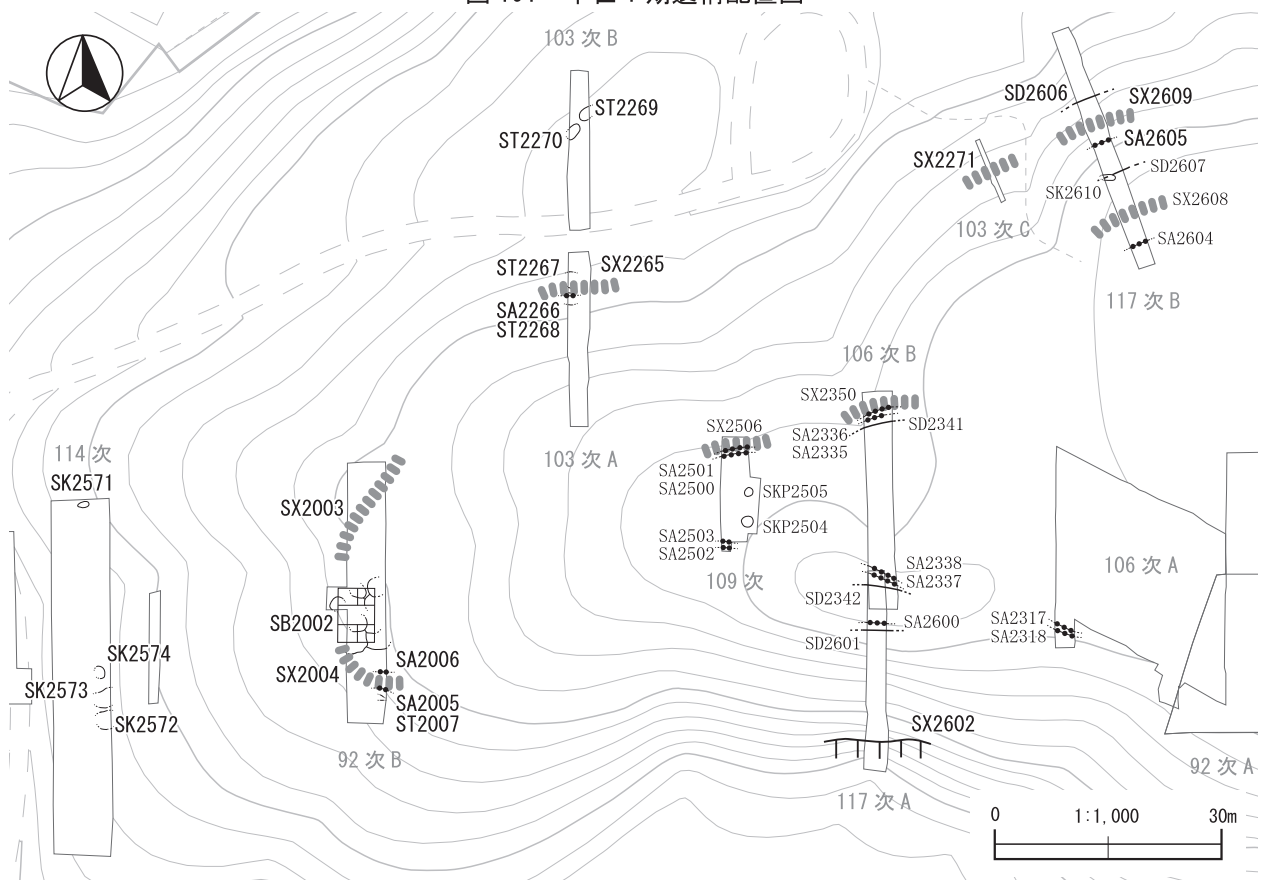 103 次 B
ST2269
ST2270
SD2606
SX2609
SA2605
SX2271
SD2607
SK2610
SX2608
103 次 C
SA2604
ST2267
SX2265
SA2266
ST2268
117 次 B
106 次 B
SX2350
SX2506
SD2341
SA2336
SA2335
114 次
SK2571
103 次 A
SA2501
SA2500
SKP2505
SX2003
SKP2504
SA2503
SA2502
109 次
SA2338
SA2337
106 次 A
SD2342
SB2002
SA2600
SA2317
SA2318
SD2601
SK2574
SA2006
SX2004
SK2573
SA2005
SK2572
ST2007
SX2602
92 次 B
92 次 A
117 次 A
0
1:1,000
30m